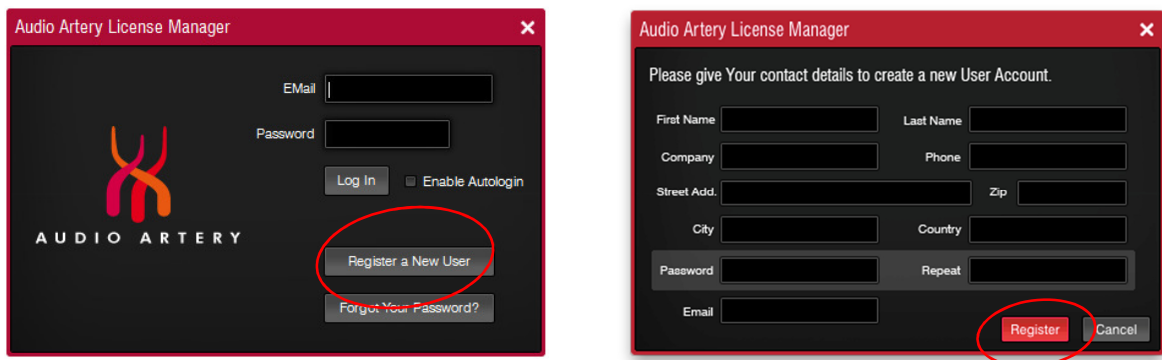 Audio Artery License Manager
EMail
Password
Log In
Enable Autologin
AUDIO ARTERY
Register a New User
Forgot Your Password?
Audio Artery License Manager
Please give Your contact details to create a new User Account.
First Name
Last Name
Company
Phone
Street Add.
Zip
City
Country
Password
Repeat
Email
Register
Cancel